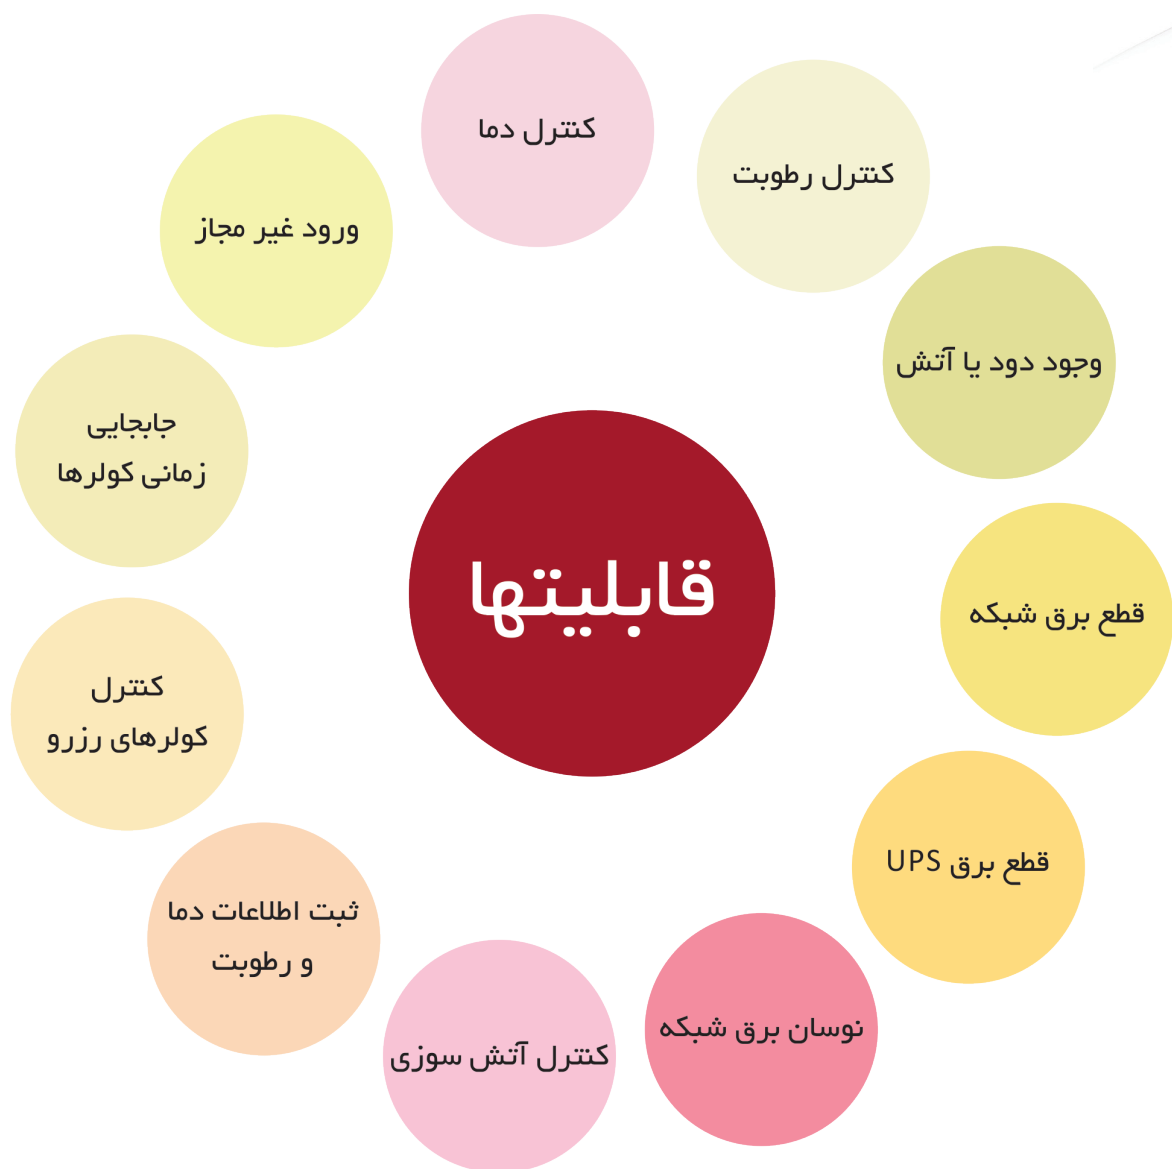 کنترل دما
کنترل رطوبت
ورود غیر مجاز
وجود دود یا آتش
جابجایی
زمانی کولرها
قابلیتها
قطع برق شبکه
کنترل
کولرهای رزرو
قطع برق UPS
ثبت اطلاعات دما
و رطوبت
نوسان برق شبکه
کنترل آتش سوزی